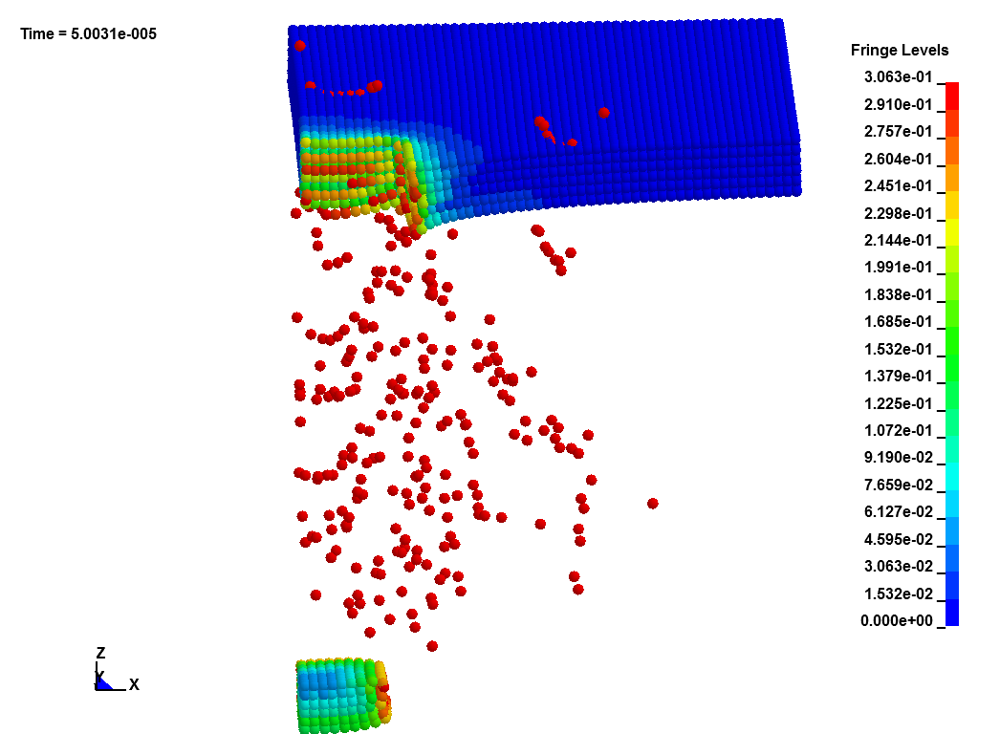 Time = 5.0031e-005
Fringe Levels
3.063e-01
2.910e-01
2.757e-01
2.604e-01
2.451e-01
2.298e-01
2.144e-01
1.991e-01
1.838e-01
1.685e-01
1.532e-01
1.379e-01
1.225e-01
1.072e-01
9.190e-02
7.659e-02
6.127e-02
4.595e-02
3.063e-02
1.532e-02
0.000e+00
Z
Y
X